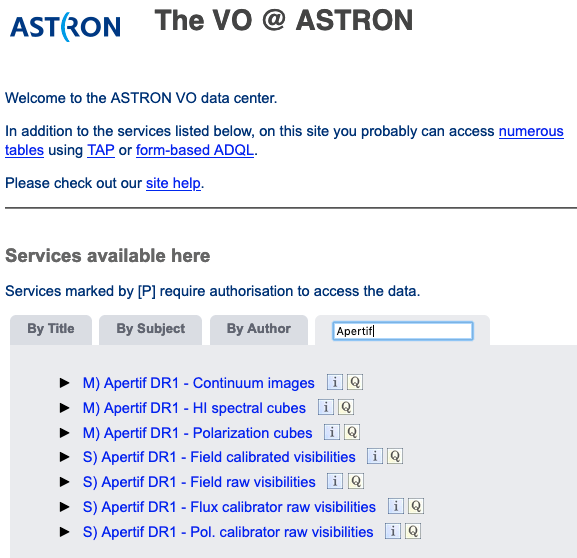 ASTRON
The VO @ ASTRON
Welcome to the ASTRON VO data center.
In addition to the services listed below, on this site you probably can access numerous
tables using TAP or form-based ADQL.
Please check out our site help.
Services available here
Services marked by [P] require authorisation to access the data.
By Title By Subject By Author Apertif
M) Apertif DR1 - Continuum images i Q
M) Apertif DR1 - HI spectral cubes i Q
M) Apertif DR1 - Polarization cubes i Q
S) Apertif DR1 - Field calibrated visibilities i Q
S) Apertif DR1 - Field raw visibilities i Q
S) Apertif DR1 - Flux calibrator raw visibilities i Q
S) Apertif DR1 - Pol. calibrator raw visibilities i Q